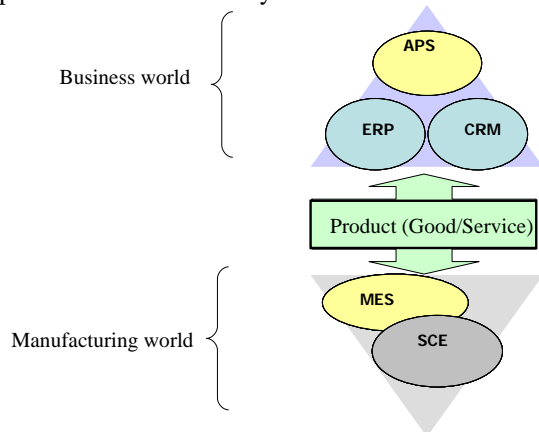 APS
Business world
ERP
CRM
Product (Good/Service)
MES
Manufacturing world
SCE